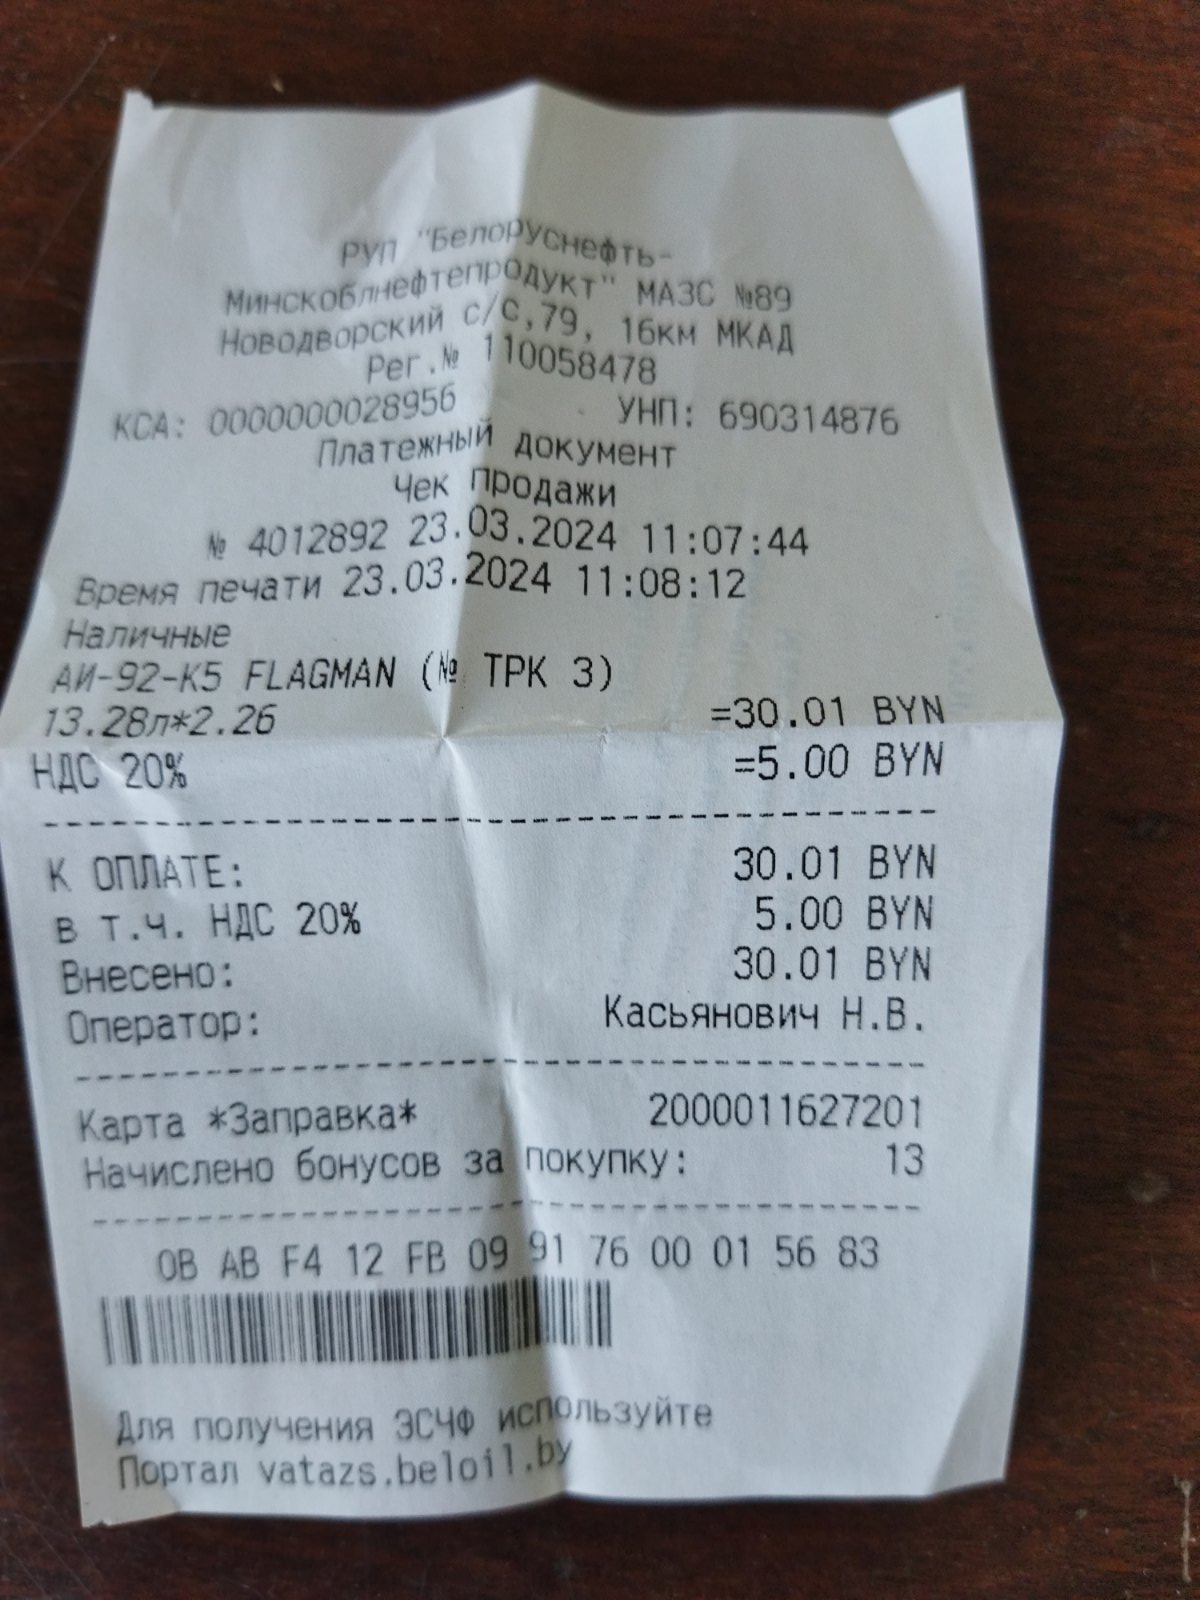 РУП "Белоруснефть-
Минскоблнефтепродукт" МАЗС №89
Новодворский с/С,79, 16км МКАД
Рег.№ 110058478
КСА: 0000000028956 УНП: 690314876
Платежный документ
Чек продажи
№ 4012892 23.03.2024 11:07:44
Время печати 23.03.2024 11:08:12
Наличные
АИ-92-К5 FLAGMAN (№ ТРК 3)
13.28л*2.26 =30.01 BYN
НДС 20% =5.00 BYN
К ОПЛАТЕ: 30.01 BYN
в т.ч. НДС 20% 5.00 BYN
Внесено: 30.01 BYN
Оператор: Касьянович Н.В.
Карта *Заправка* 2000011627201
Начислено бонусов за покупку: 13
0B AB F4 12 FB 09 91 76 00 01 56 83
Для получения ЭСЧФ используйте
Портал vatazs.beloil.by